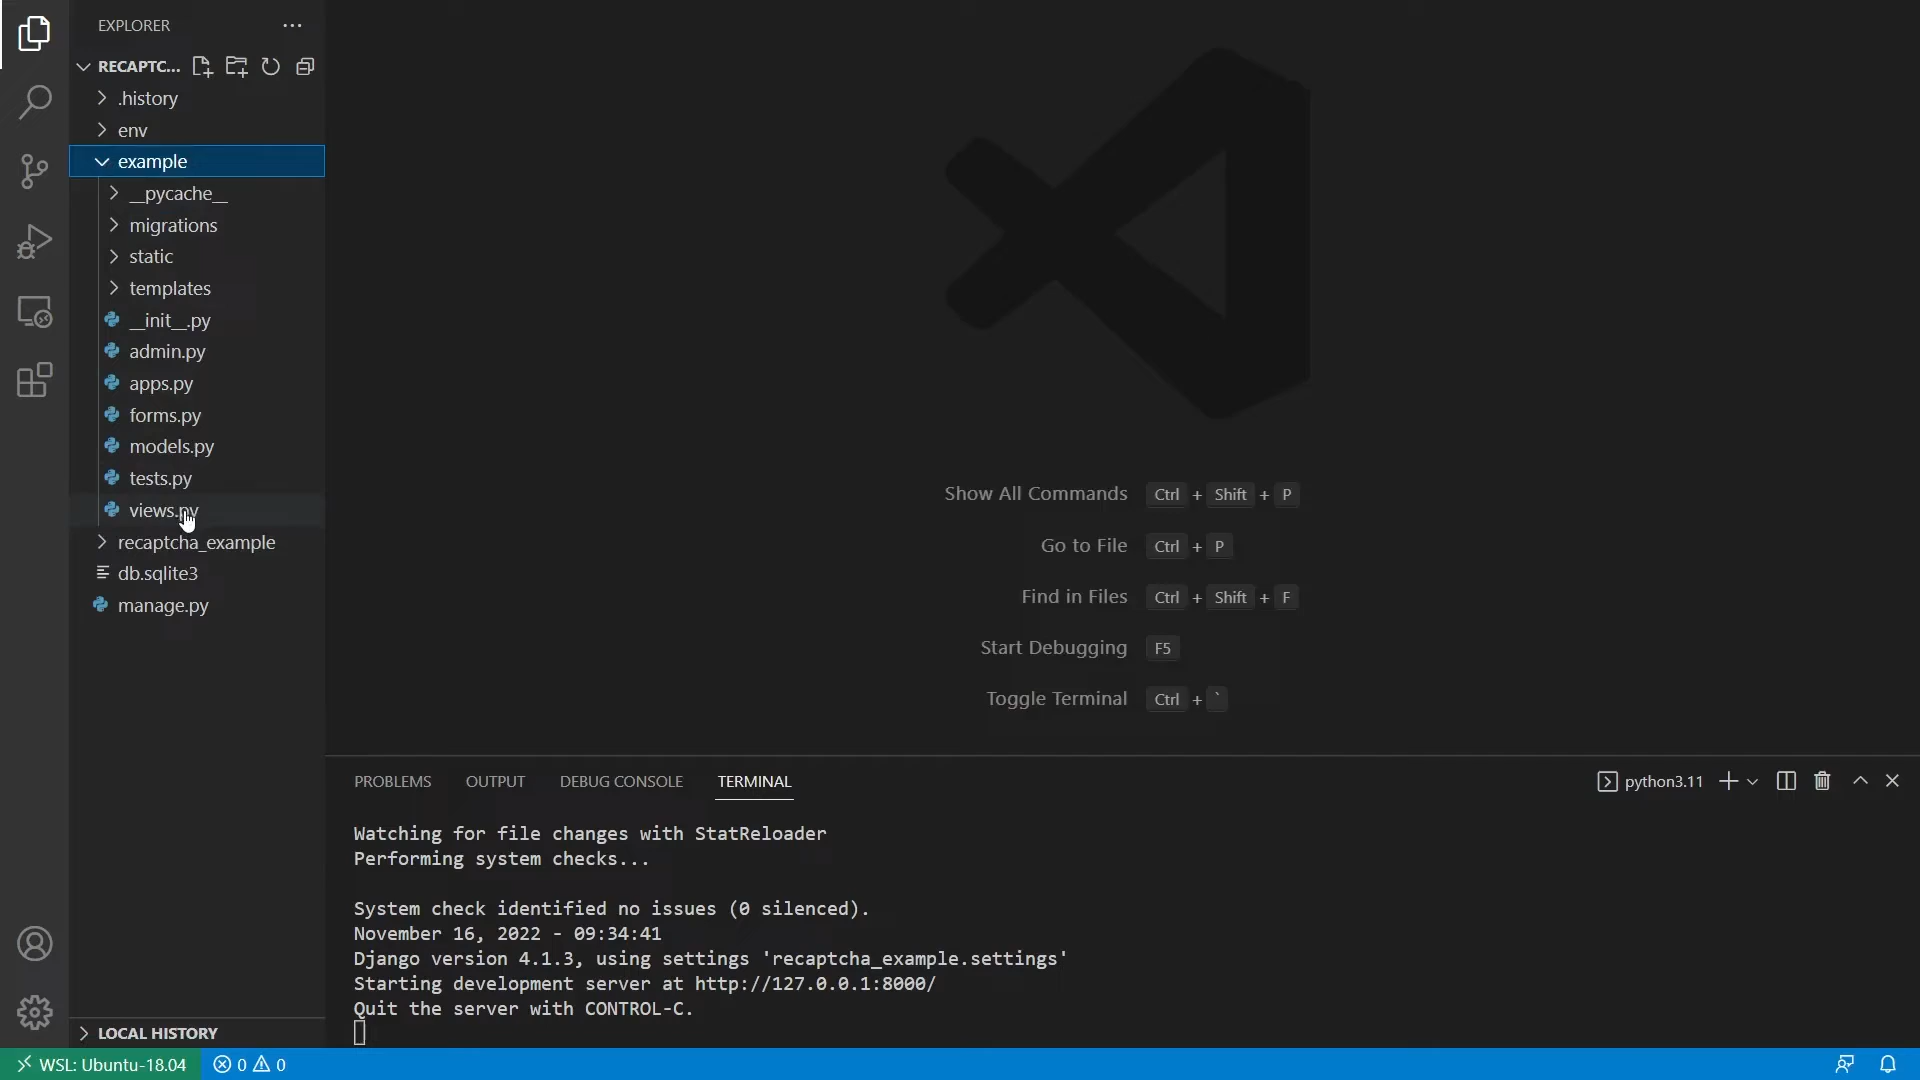 EXPLORER
RECAPTC...
.history
env
example
__pycache__
migrations
static
templates
__init__.py
admin.py
apps.py
forms.py
models.py
tests.py
views.py
recaptcha_example
db.sqlite3
manage.py
LOCAL HISTORY
Show All Commands Ctrl + Shift + P
Go to File Ctrl + P
Find in Files Ctrl + Shift + F
Start Debugging F5
Toggle Terminal Ctrl + `
PROBLEMS OUTPUT DEBUG CONSOLE TERMINAL python3.11
Watching for file changes with StatReloader
Performing system checks...
System check identified no issues (0 silenced).
November 16, 2022 - 09:34:41
Django version 4.1.3, using settings 'recaptcha_example.settings'
Starting development server at http://127.0.0.1:8000/
Quit the server with CONTROL-C.
WSL: Ubuntu-18.04 0 0